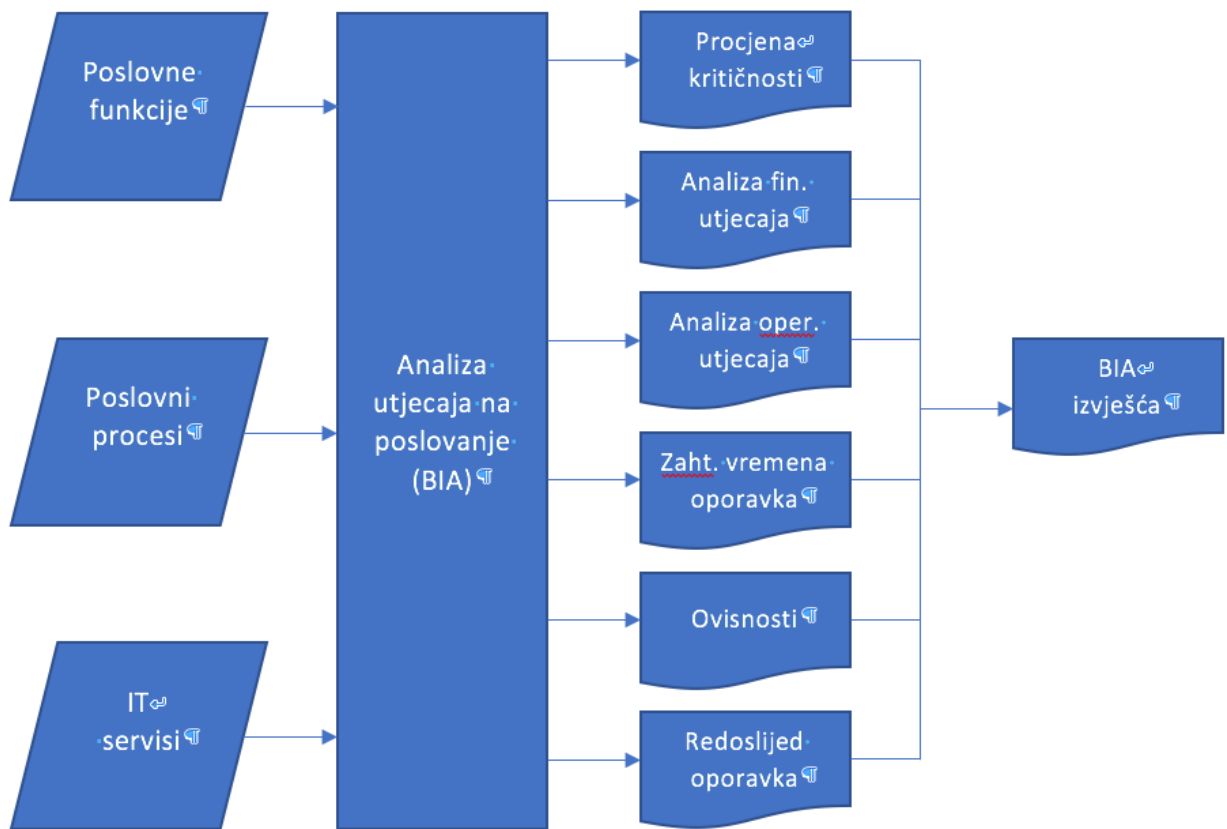 Poslovne
funkcije
Poslovni
procesi
IT
servisi
Analiza
utjecaja na
poslovanje
(BIA)
Procjena
kritičnosti
Analiza fin.
utjecaja
Analiza oper.
utjecaja
Zaht. vremena
oporavka
Ovisnosti
Redoslijed
oporavka
BIA
izvješća